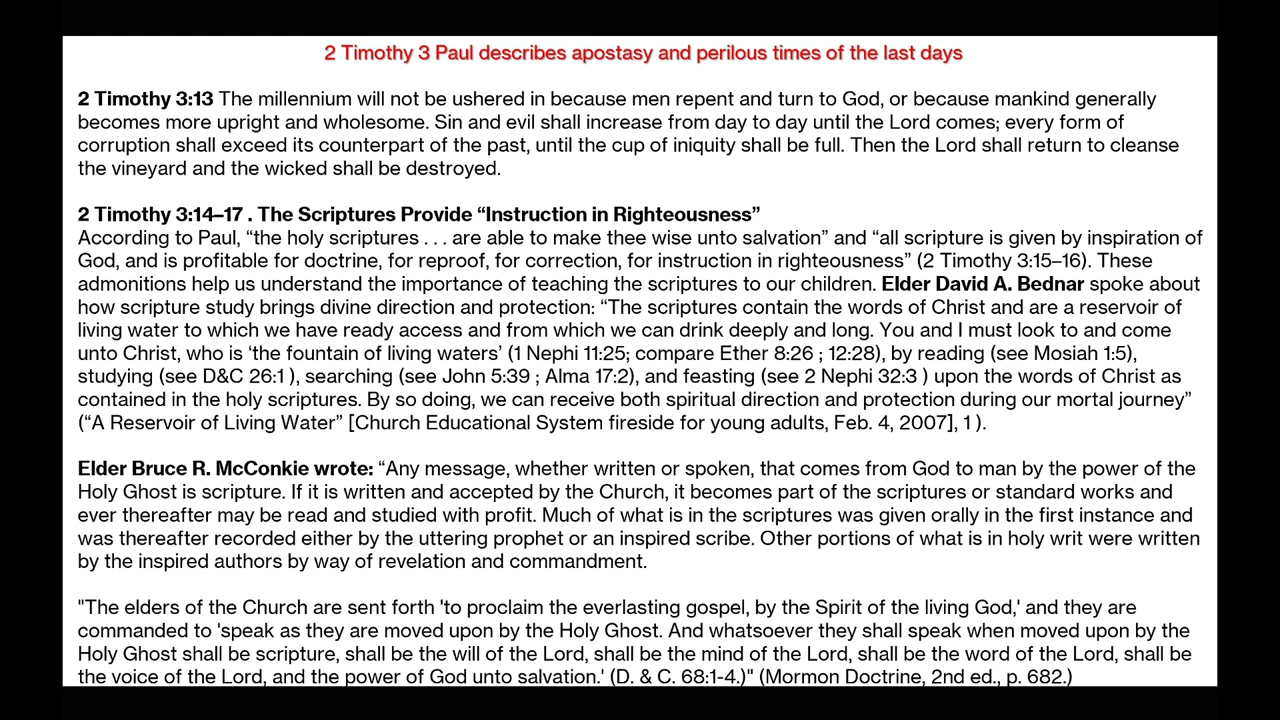 2 Timothy 3 Paul describes apostasy and perilous times of the last days
2 Timothy 3:13 The millennium will not be ushered in because men repent and turn to God, or because mankind generally
becomes more upright and wholesome. Sin and evil shall increase from day to day until the Lord comes; every form of
corruption shall exceed its counterpart of the past, until the cup of iniquity shall be full. Then the Lord shall return to cleanse
the vineyard and the wicked shall be destroyed.
2 Timothy 3:14–17 . The Scriptures Provide “Instruction in Righteousness”
According to Paul, “the holy scriptures . . . are able to make thee wise unto salvation” and “all scripture is given by inspiration of
God, and is profitable for doctrine, for reproof, for correction, for instruction in righteousness” (2 Timothy 3:15–16). These
admonitions help us understand the importance of teaching the scriptures to our children. Elder David A. Bednar spoke about
how scripture study brings divine direction and protection: “The scriptures contain the words of Christ and are a reservoir of
living water to which we have ready access and from which we can drink deeply and long. You and I must look to and come
unto Christ, who is ‘the fountain of living waters’ (1 Nephi 11:25; compare Ether 8:26 ; 12:28), by reading (see Mosiah 1:5),
studying (see D&C 26:1 ), searching (see John 5:39 ; Alma 17:2), and feasting (see 2 Nephi 32:3 ) upon the words of Christ as
contained in the holy scriptures. By so doing, we can receive both spiritual direction and protection during our mortal journey”
(“A Reservoir of Living Water” [Church Educational System fireside for young adults, Feb. 4, 2007], 1 ).
Elder Bruce R. McConkie wrote: “Any message, whether written or spoken, that comes from God to man by the power of the
Holy Ghost is scripture. If it is written and accepted by the Church, it becomes part of the scriptures or standard works and
ever thereafter may be read and studied with profit. Much of what is in the scriptures was given orally in the first instance and
was thereafter recorded either by the uttering prophet or an inspired scribe. Other portions of what is in holy writ were written
by the inspired authors by way of revelation and commandment.
"The elders of the Church are sent forth 'to proclaim the everlasting gospel, by the Spirit of the living God,' and they are
commanded to 'speak as they are moved upon by the Holy Ghost. And whatsoever they shall speak when moved upon by the
Holy Ghost shall be scripture, shall be the will of the Lord, shall be the mind of the Lord, shall be the word of the Lord, shall be
the voice of the Lord, and the power of God unto salvation.' (D. & C. 68:1-4.)" (Mormon Doctrine, 2nd ed., p. 682.)